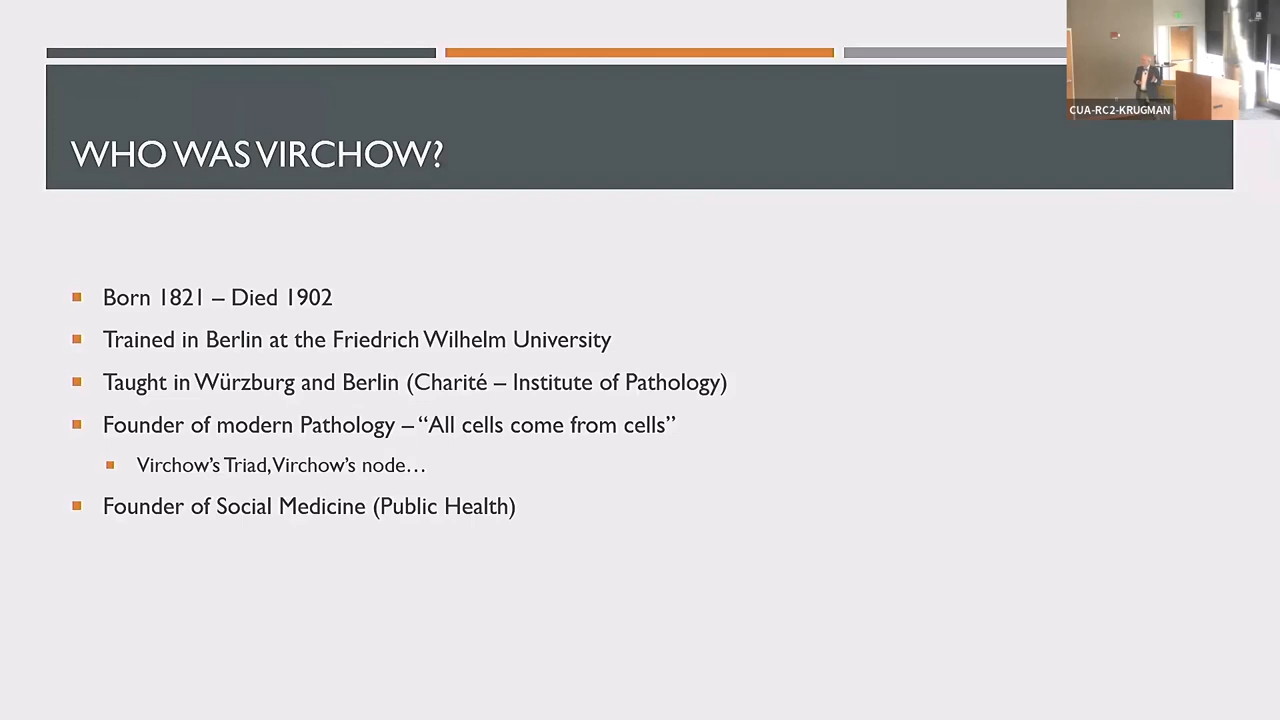 CUA-RC2-KRUGMAN
WHO WAS VIRCHOW?
Born 1821 – Died 1902
Trained in Berlin at the Friedrich Wilhelm University
Taught in Würzburg and Berlin (Charité – Institute of Pathology)
Founder of modern Pathology – “All cells come from cells”
Virchow’s Triad, Virchow’s node…
Founder of Social Medicine (Public Health)